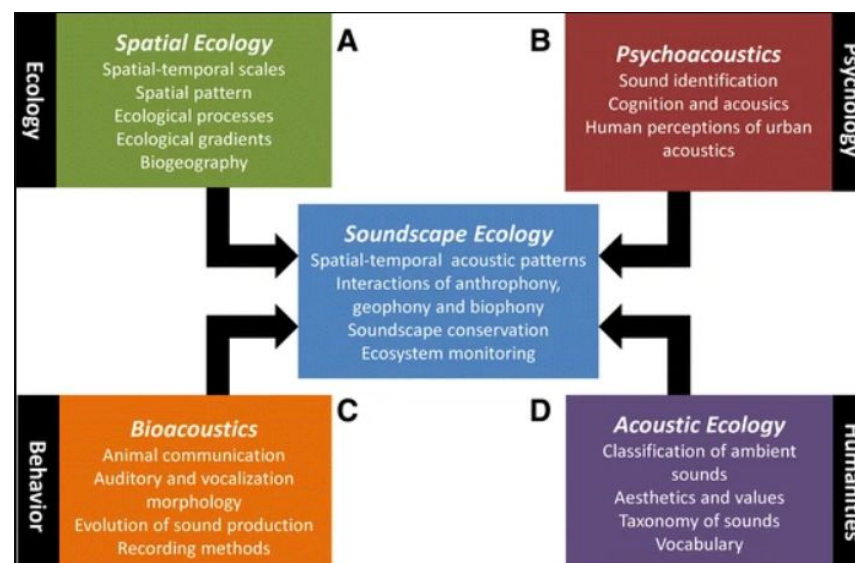 Ecology
Spatial Ecology
Spatial-temporal scales
Spatial pattern
Ecological processes
Ecological gradients
Biogeography
A
B
Psychoacoustics
Sound identification
Cognition and acousics
Human perceptions of urban
acoustics
Psychology
Soundscape Ecology
Spatial-temporal acoustic patterns
Interactions of anthrophony,
geophony and biophony
Soundscape conservation
Ecosystem monitoring
Behavior
Bioacoustics
Animal communication
Auditory and vocalization
morphology
Evolution of sound production
Recording methods
C
D
Acoustic Ecology
Classification of ambient
sounds
Aesthetics and values
Taxonomy of sounds
Vocabulary
Humanities